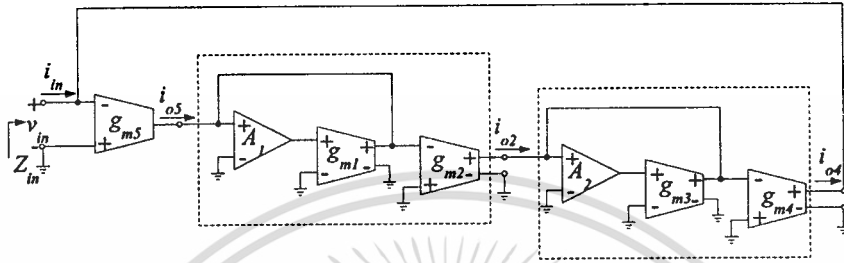 i_in
+
v_in
-
Z_in
-
+
g_m5
i_o5
+
-
A_1
+
-
+
-
g_m1
-
+
+
-
g_m2
i_o2
+
-
A_2
+
-
+
-
g_m3
-
+
+
-
g_m4
i_o4